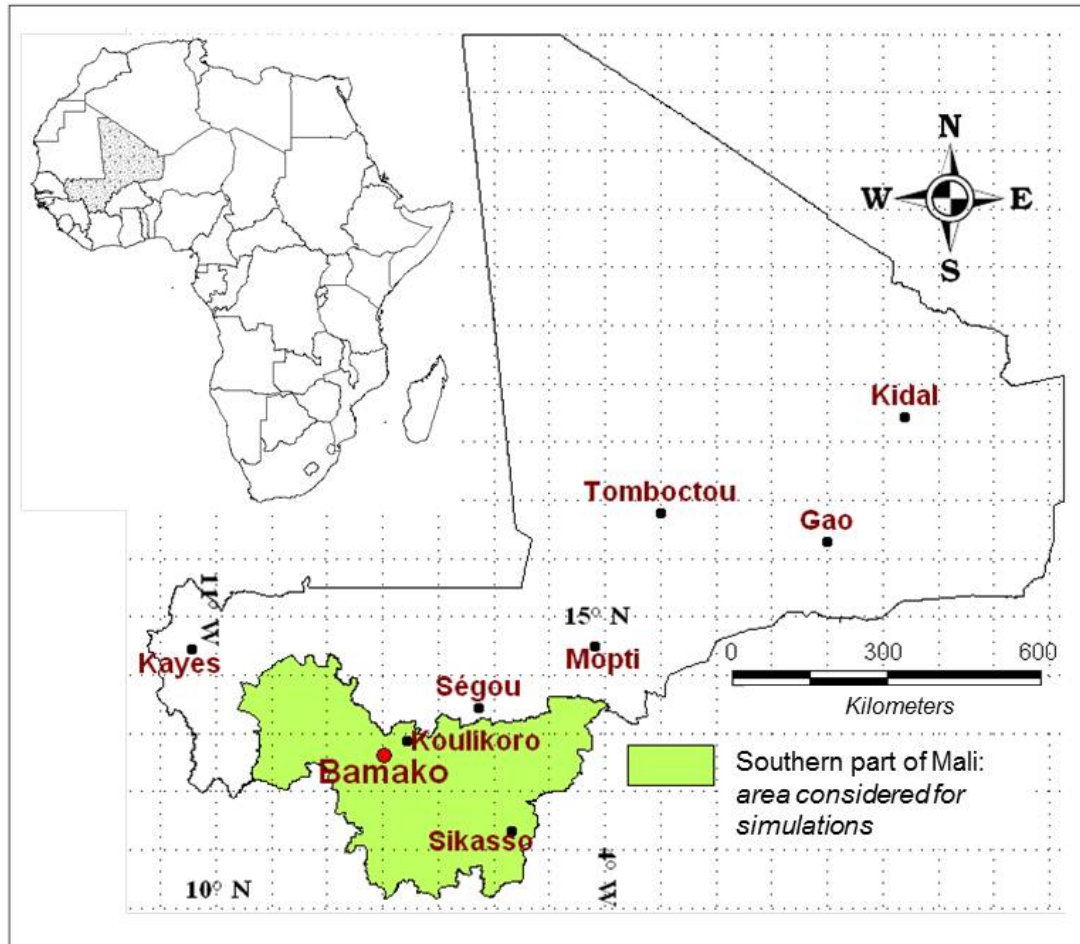 N
W E
S
Kidal
Tomboctou
Gao
11° W
15° N
Kayes
Mopti
0 300 600
Kilometers
Ségou
Koulikoro
Bamako
Southern part of Mali:
area considered for
simulations
Sikasso
4° W
10° N